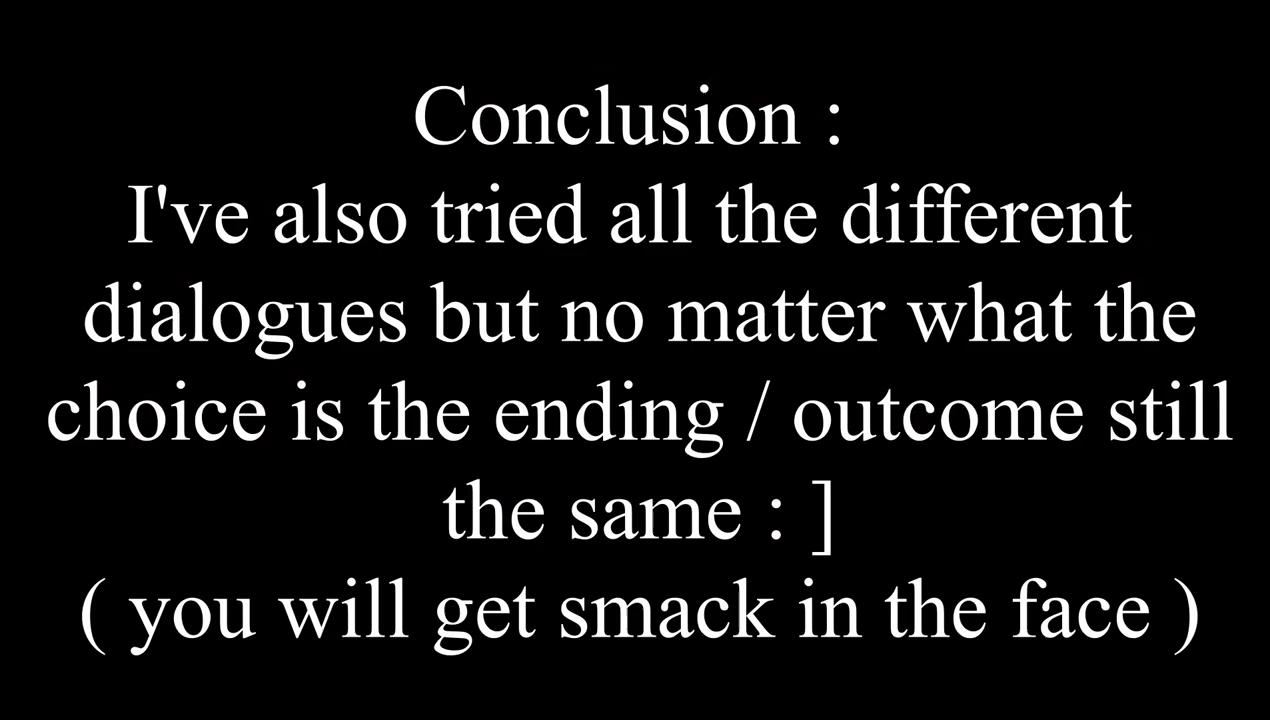 Conclusion :
I've also tried all the different
dialogues but no matter what the
choice is the ending / outcome still
the same : ]
( you will get smack in the face )